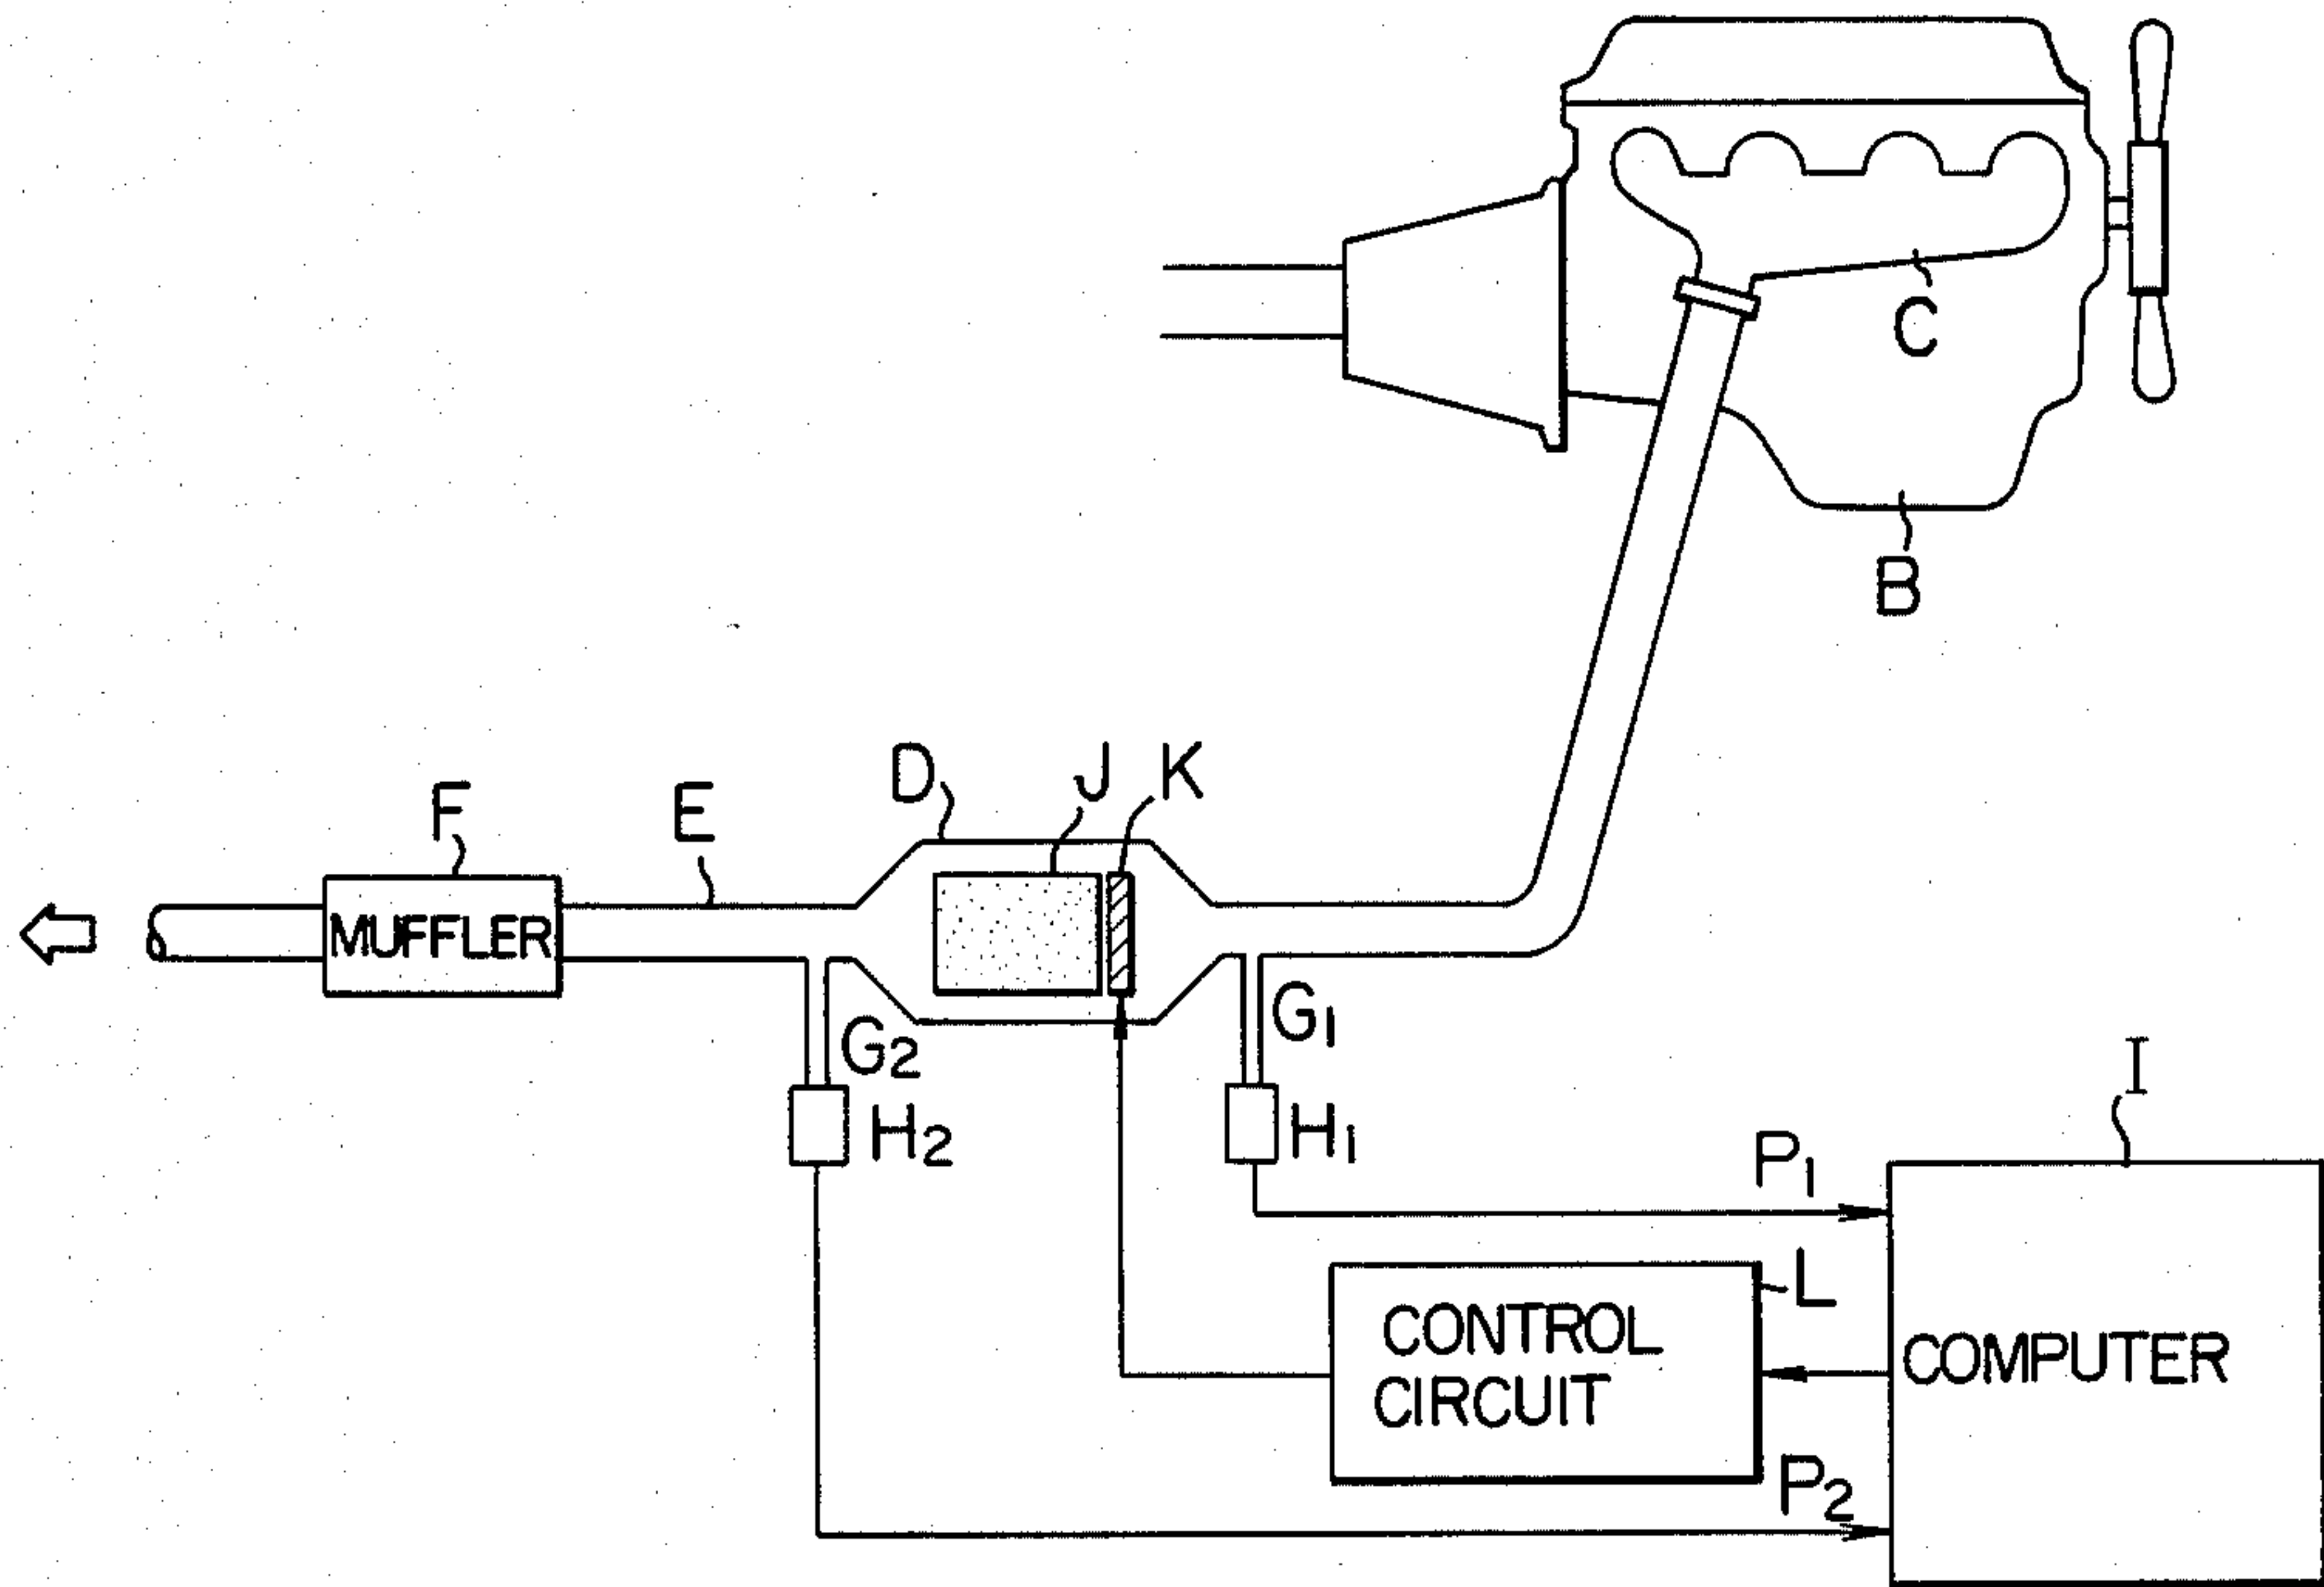 C
B
D
J
K
F
E
MUFFLER
G1
G2
H2
H1
I
P1
L
CONTROL
CIRCUIT
COMPUTER
P2